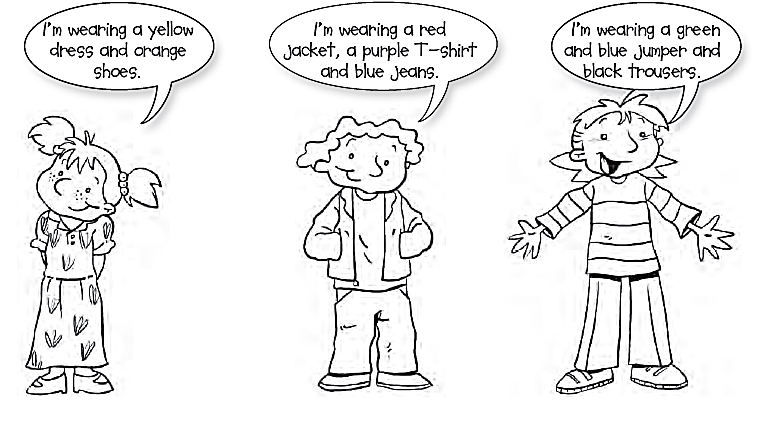 I'm wearing a yellow
dress and orange
shoes.
I'm wearing a red
jacket, a purple T-shirt
and blue jeans.
I'm wearing a green
and blue jumper and
black trousers.